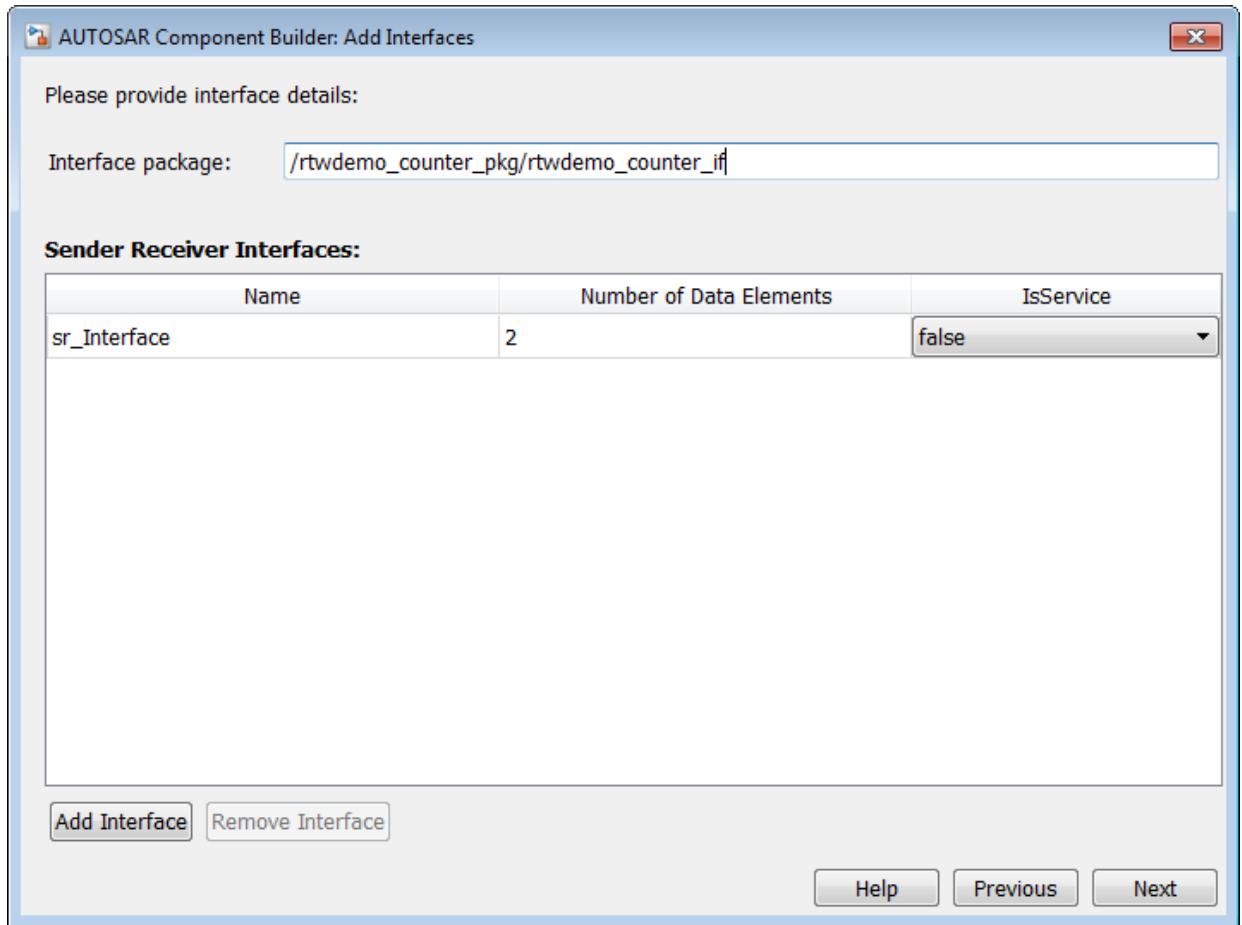 AUTOSAR Component Builder: Add Interfaces
Please provide interface details:
Interface package: /rtwdemo_counter_pkg/rtwdemo_counter_if
Sender Receiver Interfaces:
Name Number of Data Elements IsService
sr_Interface 2 false
Add Interface Remove Interface
Help Previous Next